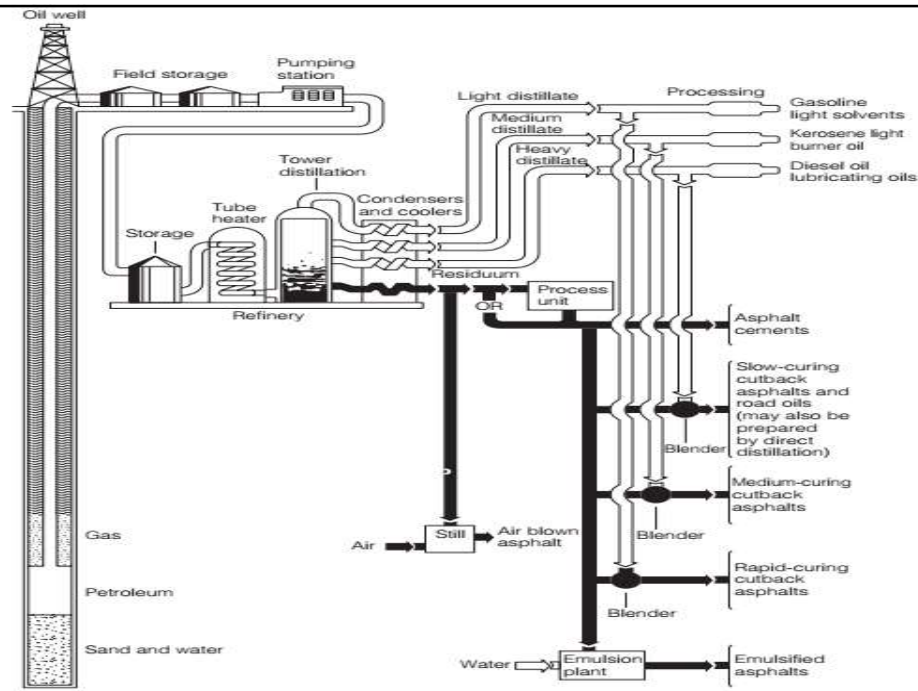 Oil well
Field storage
Pumping
station
Light distillate
Processing
Gasoline
light solvents
Medium
distillate
Kerosene light
burner oil
Heavy
distillate
Diesel oil
lubricating oils
Tower
distillation
Condensers
and coolers
Tube
heater
Storage
Residuum
Process
unit
OR
Refinery
Asphalt
cements
Slow-curing
cutback
asphalts and
road oils
(may also be
prepared
by direct
distillation)
Blender
Medium-curing
cutback
asphalts
Blender
Gas
Air
Still
Air blown
asphalt
Rapid-curing
cutback
asphalts
Blender
Petroleum
Sand and water
Water
Emulsion
plant
Emulsified
asphalts